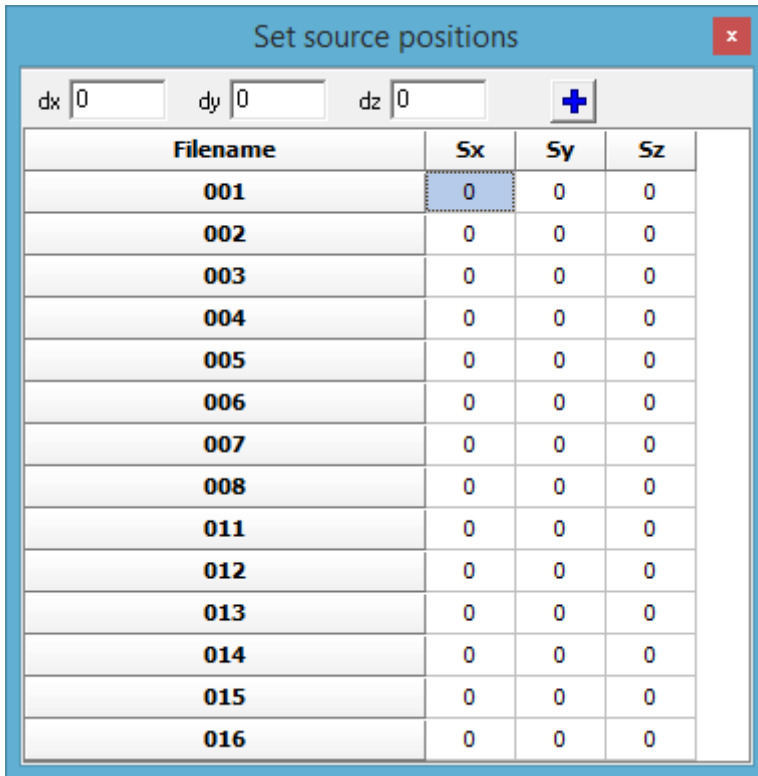 Set source positions
x
dx 0 dy 0 dz 0
Filename Sx Sy Sz
001 0 0 0
002 0 0 0
003 0 0 0
004 0 0 0
005 0 0 0
006 0 0 0
007 0 0 0
008 0 0 0
011 0 0 0
012 0 0 0
013 0 0 0
014 0 0 0
015 0 0 0
016 0 0 0